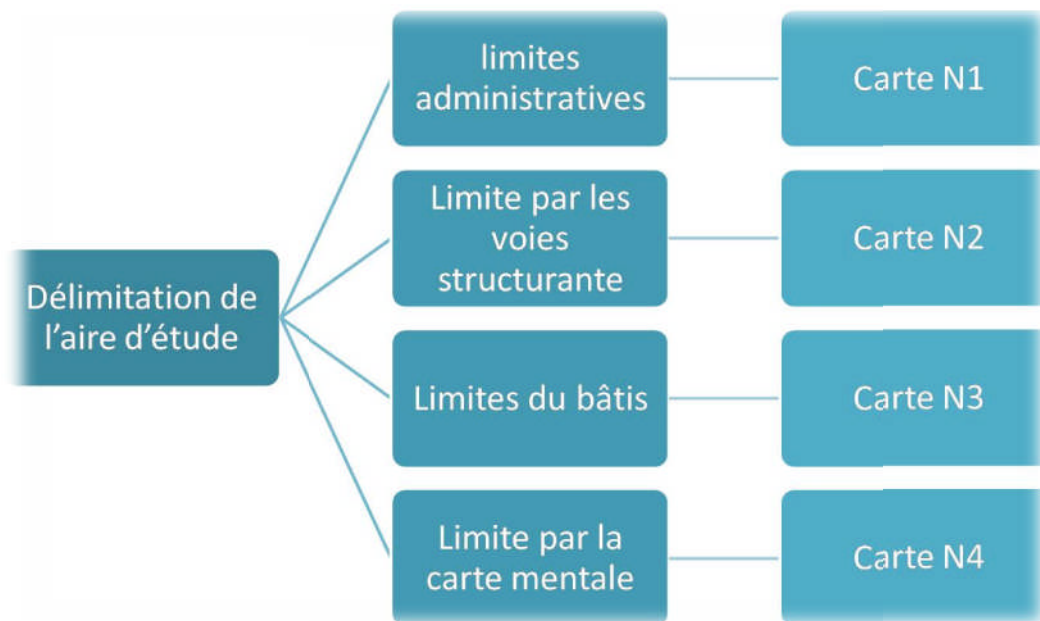 Délimitation de
l'aire d'étude
limites
administratives
Carte N1
Limite par les
voies
structurante
Carte N2
Limites du bâtis
Carte N3
Limite par la
carte mentale
Carte N4